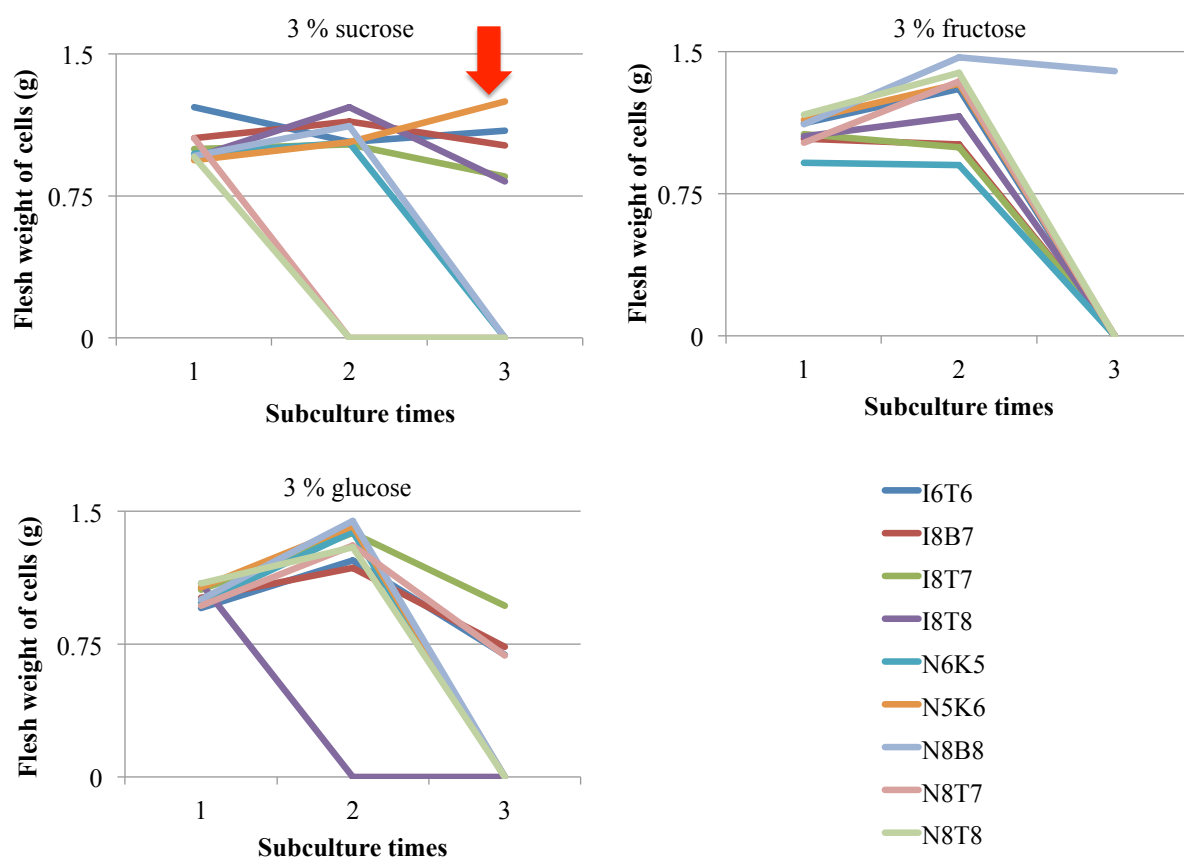 3 % sucrose
1.5
0.75
0
Flesh weight of cells (g)
1 2 3
Subculture times
3 % fructose
1.5
0.75
0
Flesh weight of cells (g)
1 2 3
Subculture times
3 % glucose
1.5
0.75
0
Flesh weight of cells (g)
1 2 3
Subculture times
I6T6
I8B7
I8T7
I8T8
N6K5
N5K6
N8B8
N8T7
N8T8